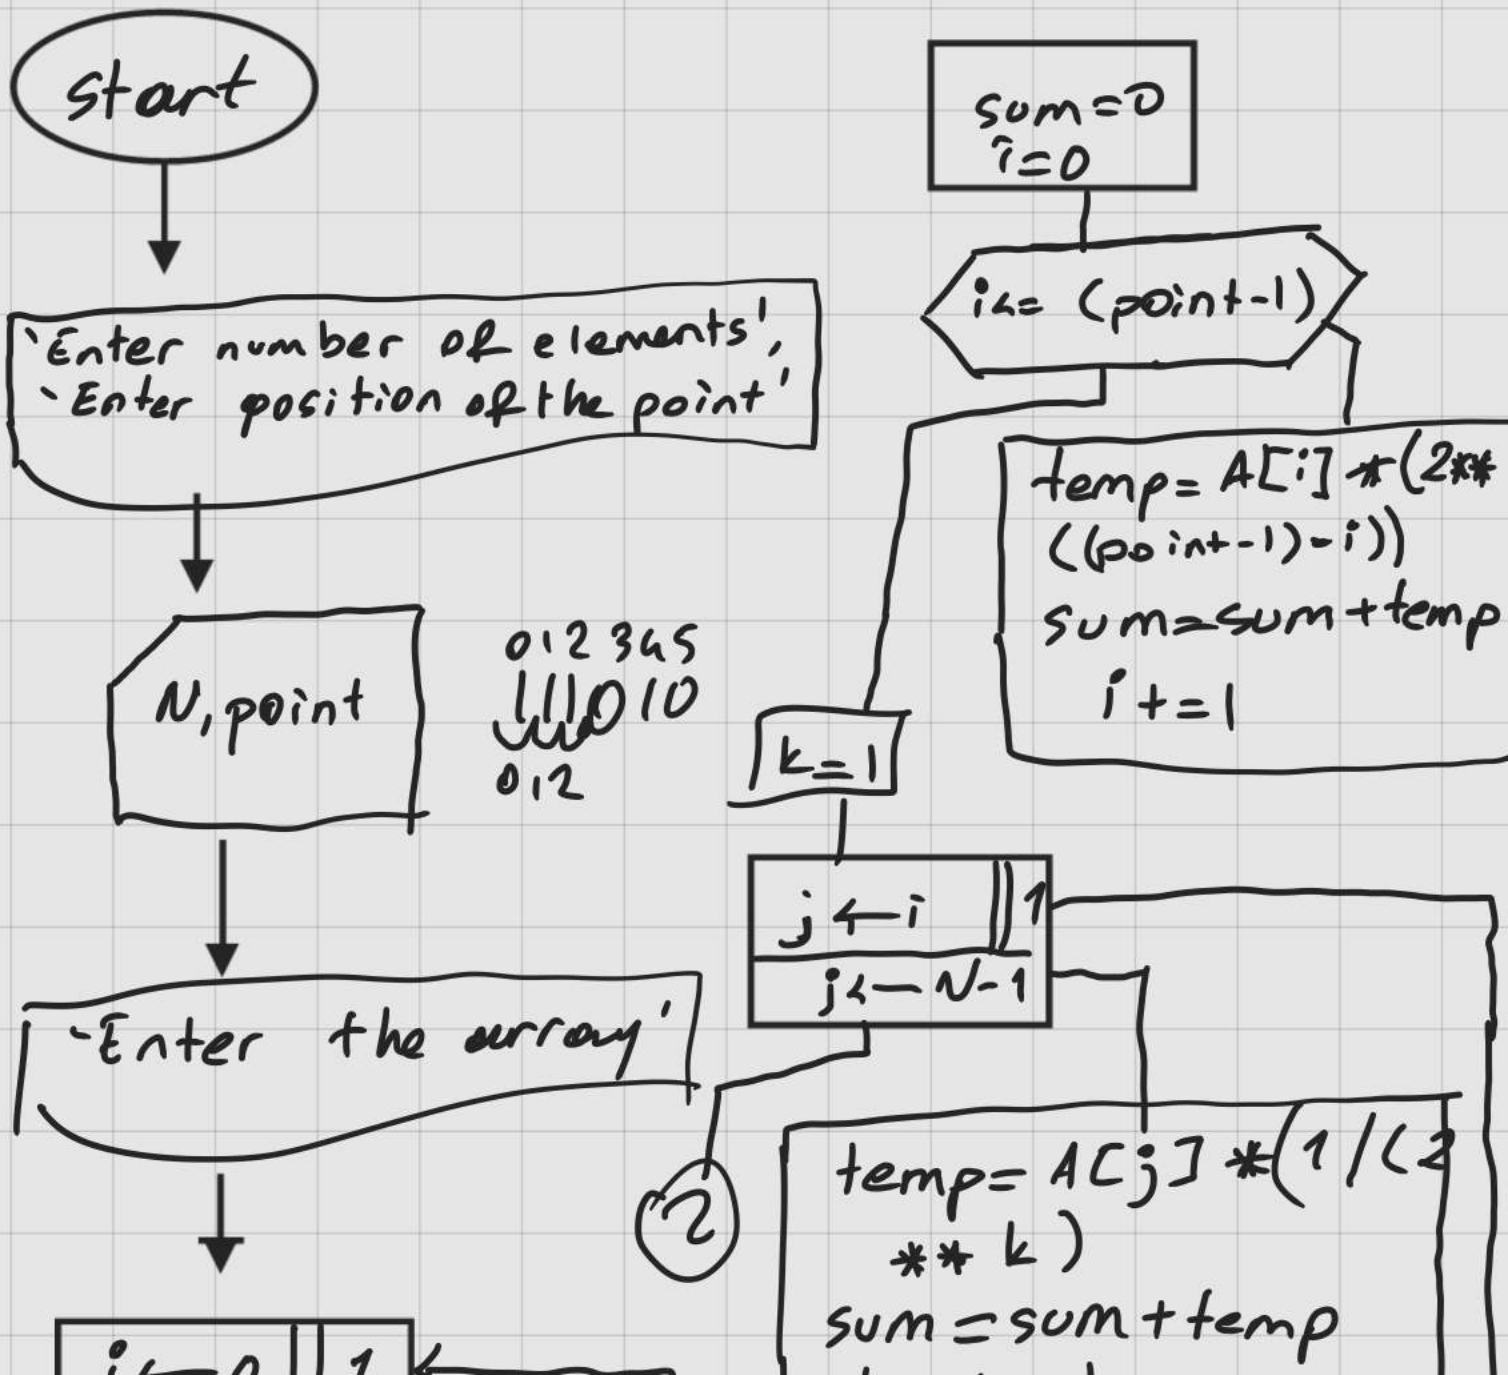 start
'Enter number of elements',
'Enter position of the point'
N, point
0 1 2 3 4 5
1 1 1 0 1 0
0 1 2
'Enter the array'
i ← 0 1
sum=0
i=0
i<= (point-1)
temp= A[i] *(2**
((point-1)-i))
sum=sum+temp
i+=1
k=1
j ← i 1
j ← N-1
2
temp= A[j] *(1/(2
** k)
sum=sum+temp